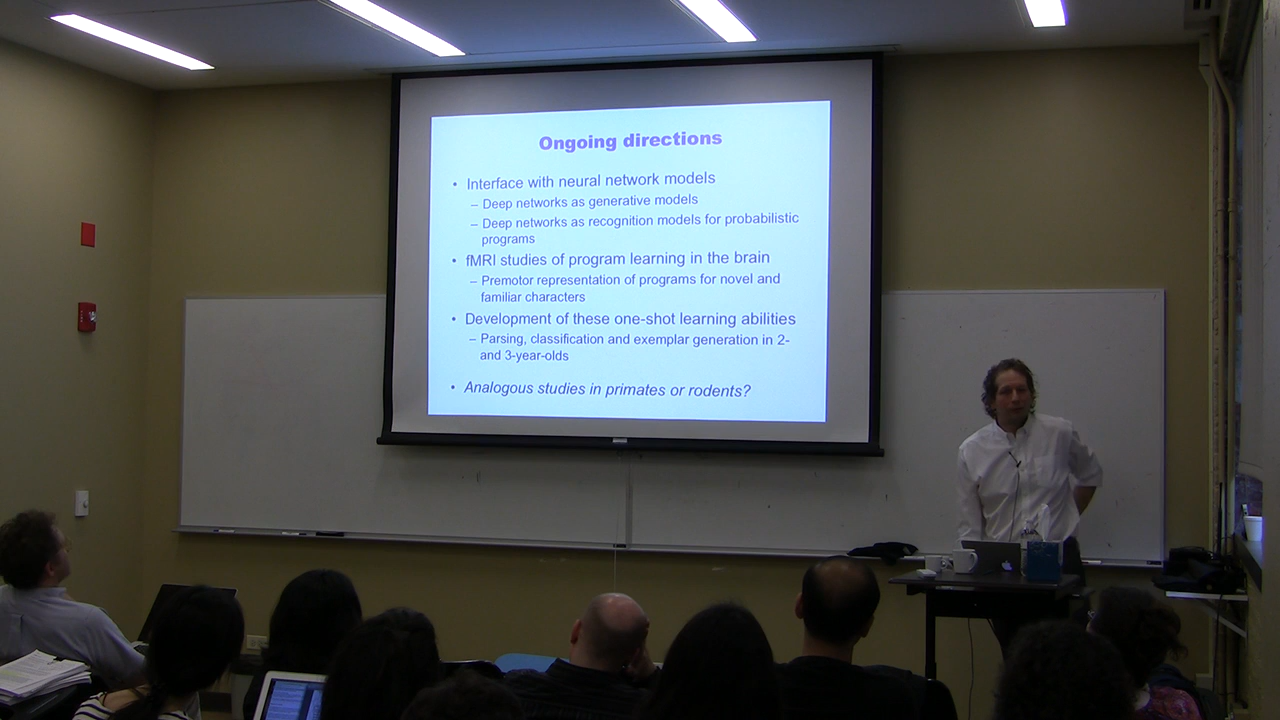 Ongoing directions
• Interface with neural network models
– Deep networks as generative models
– Deep networks as recognition models for probabilistic
programs
• fMRI studies of program learning in the brain
– Premotor representation of programs for novel and
familiar characters
• Development of these one-shot learning abilities
– Parsing, classification and exemplar generation in 2-
and 3-year-olds
• Analogous studies in primates or rodents?